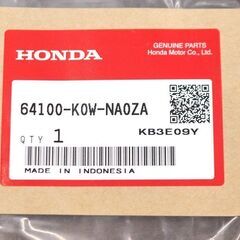 HONDA
GENUINE PARTS
Honda Motor Co., Ltd.
64100-K0W-NA0ZA
QTY 1
KB3E09Y
MADE IN INDONESIA